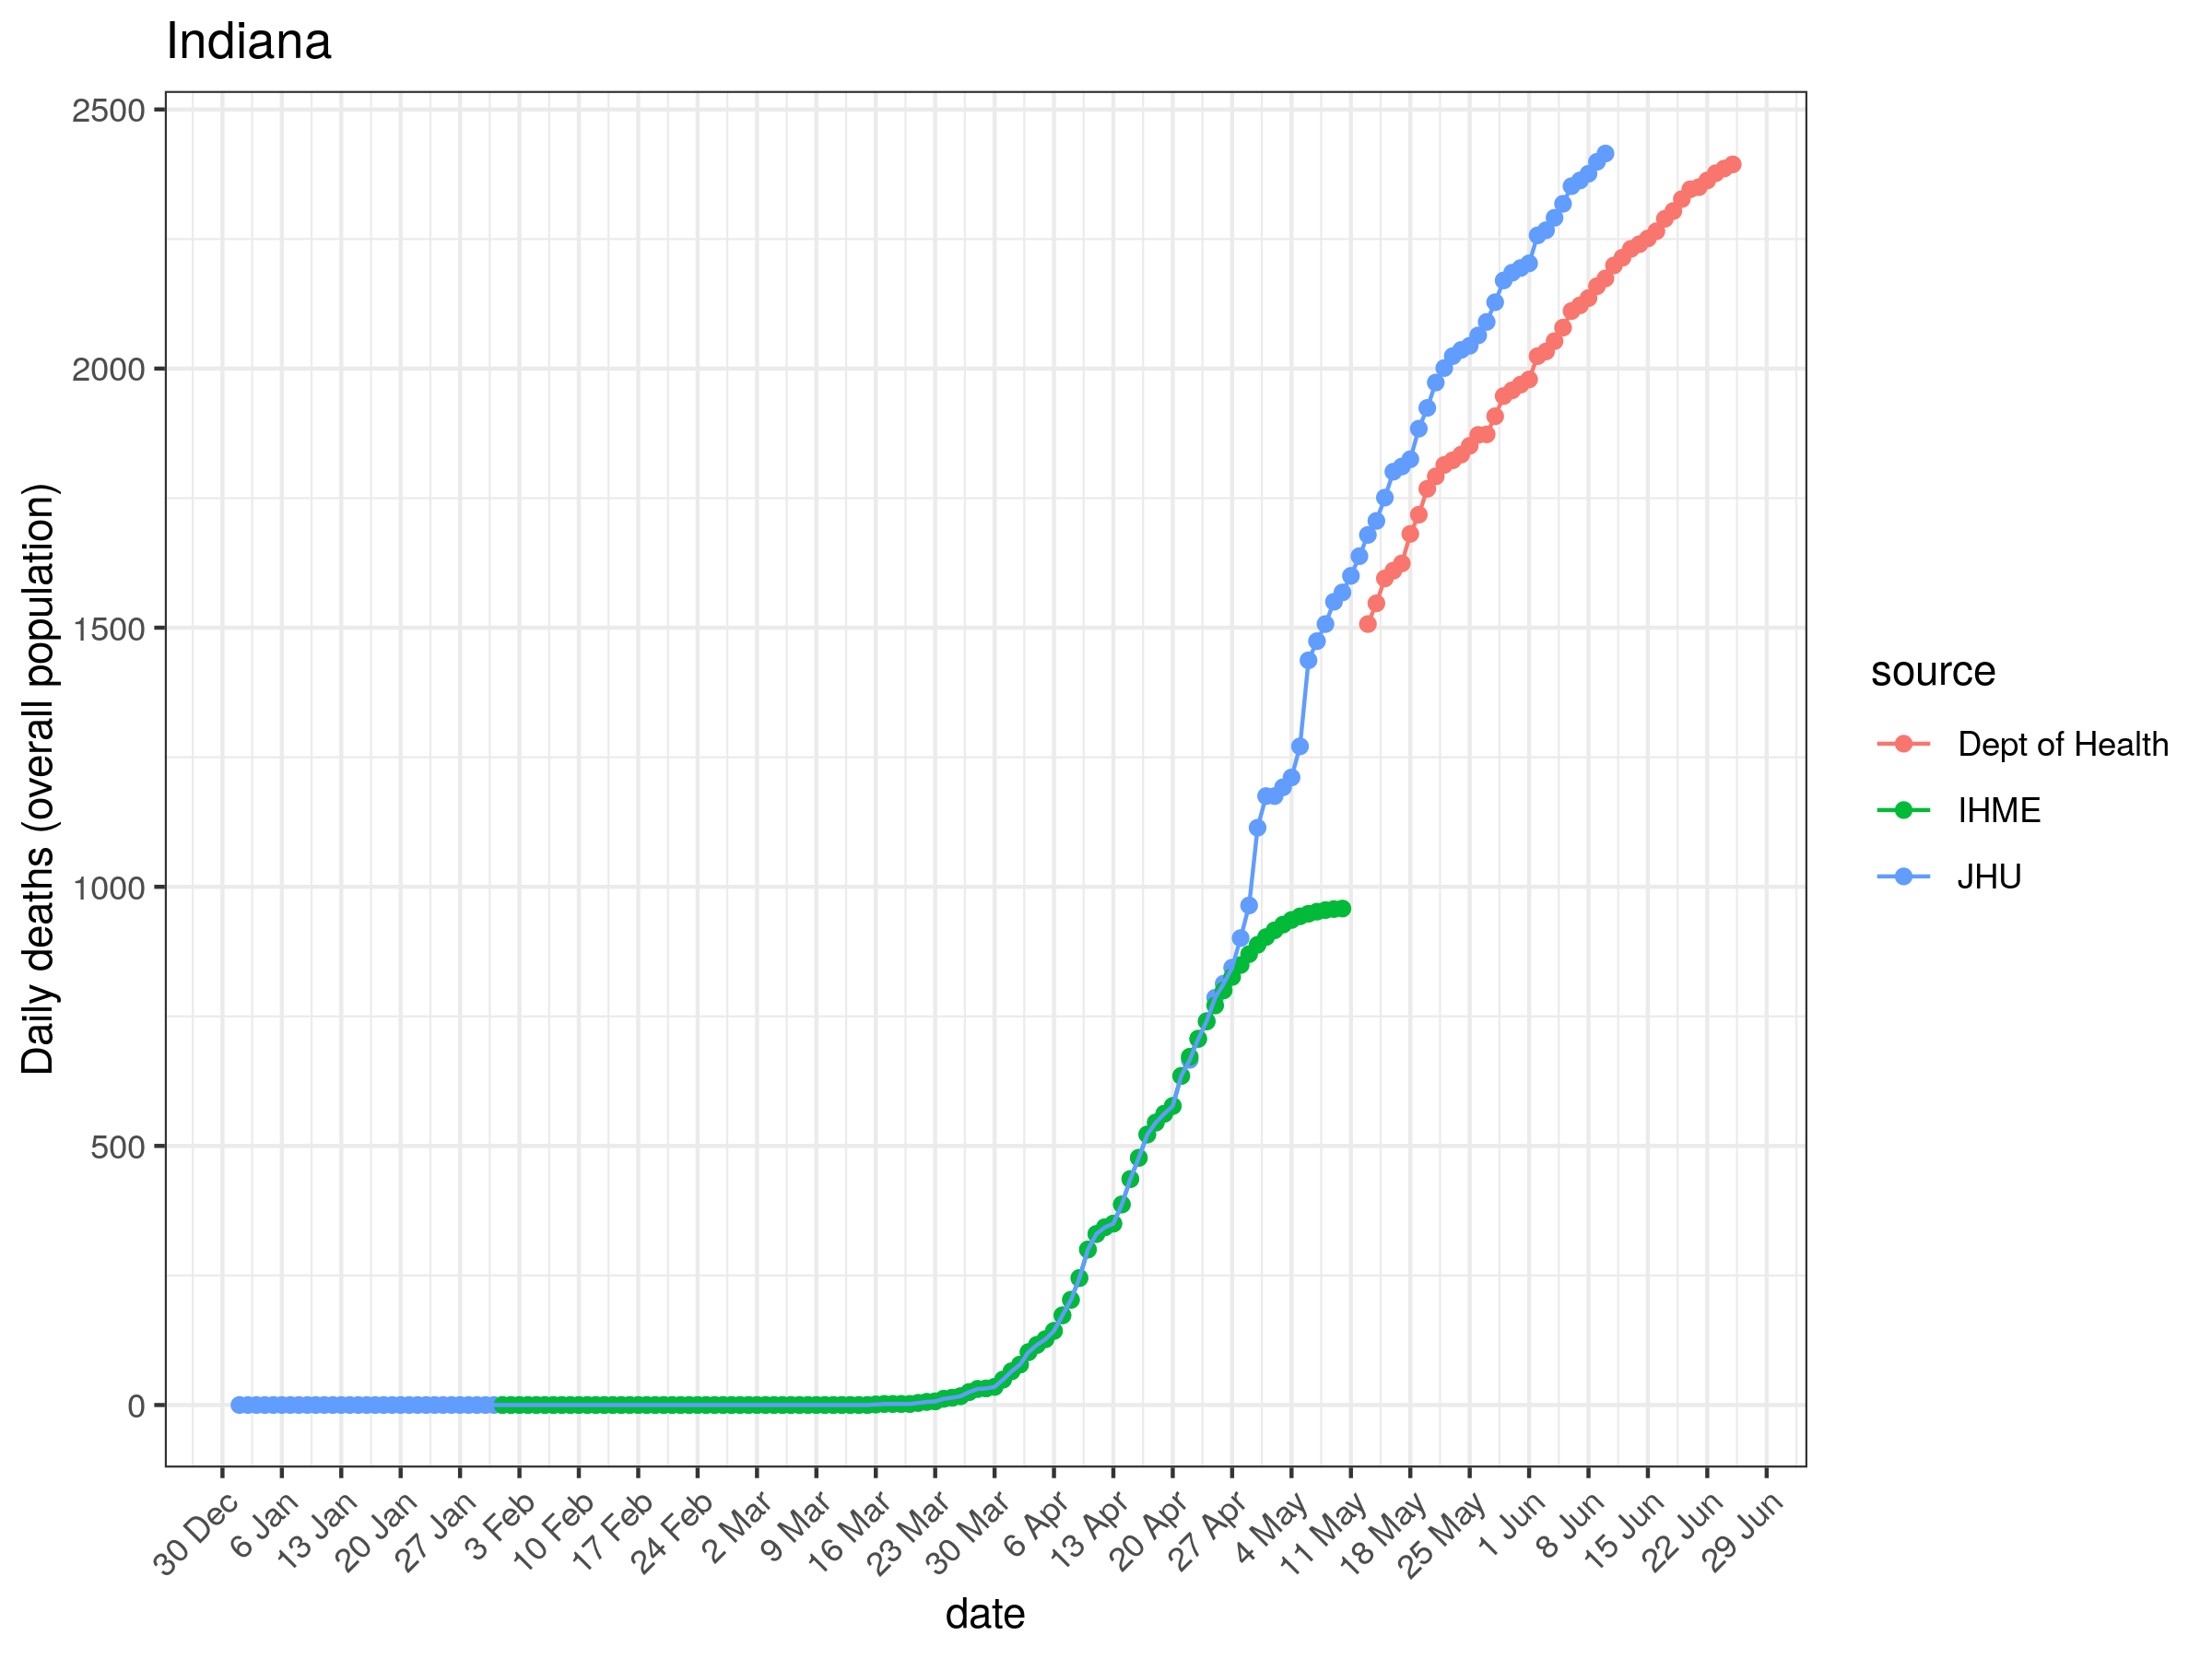 Indiana
Daily deaths (overall population)
2500
2000
1500
1000
500
0
30 Dec
6 Jan
13 Jan
20 Jan
27 Jan
3 Feb
10 Feb
17 Feb
24 Feb
2 Mar
9 Mar
16 Mar
23 Mar
30 Mar
6 Apr
13 Apr
20 Apr
27 Apr
4 May
11 May
18 May
25 May
1 Jun
8 Jun
15 Jun
22 Jun
29 Jun
date
source
Dept of Health
IHME
JHU